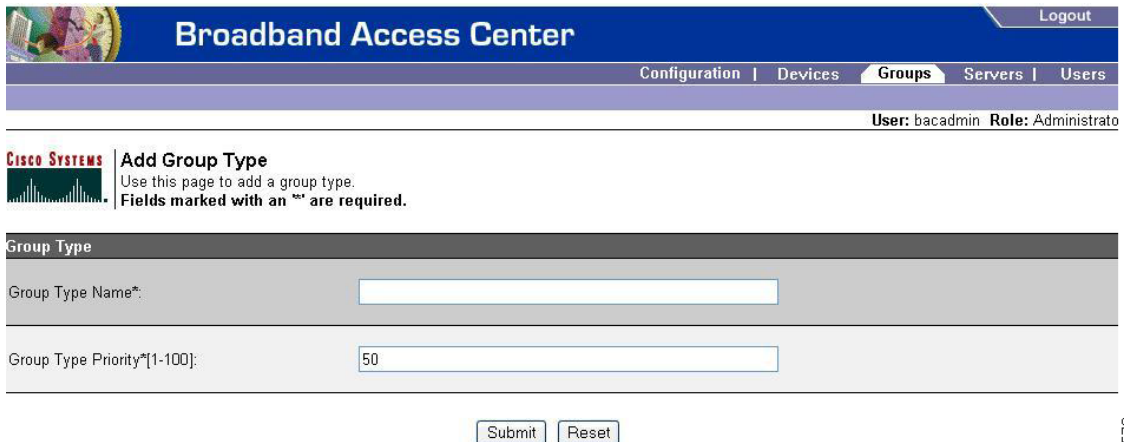 Logout
Broadband Access Center
Configuration | Devices Groups Servers | Users
User: bacadmin Role: Administrato
CISCO SYSTEMS
Add Group Type
Use this page to add a group type.
Fields marked with an '*' are required.
Group Type
Group Type Name*:
Group Type Priority*[1-100]: 50
Submit Reset